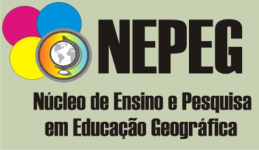 NEPEG
Núcleo de Ensino e Pesquisa
em Educação Geográfica